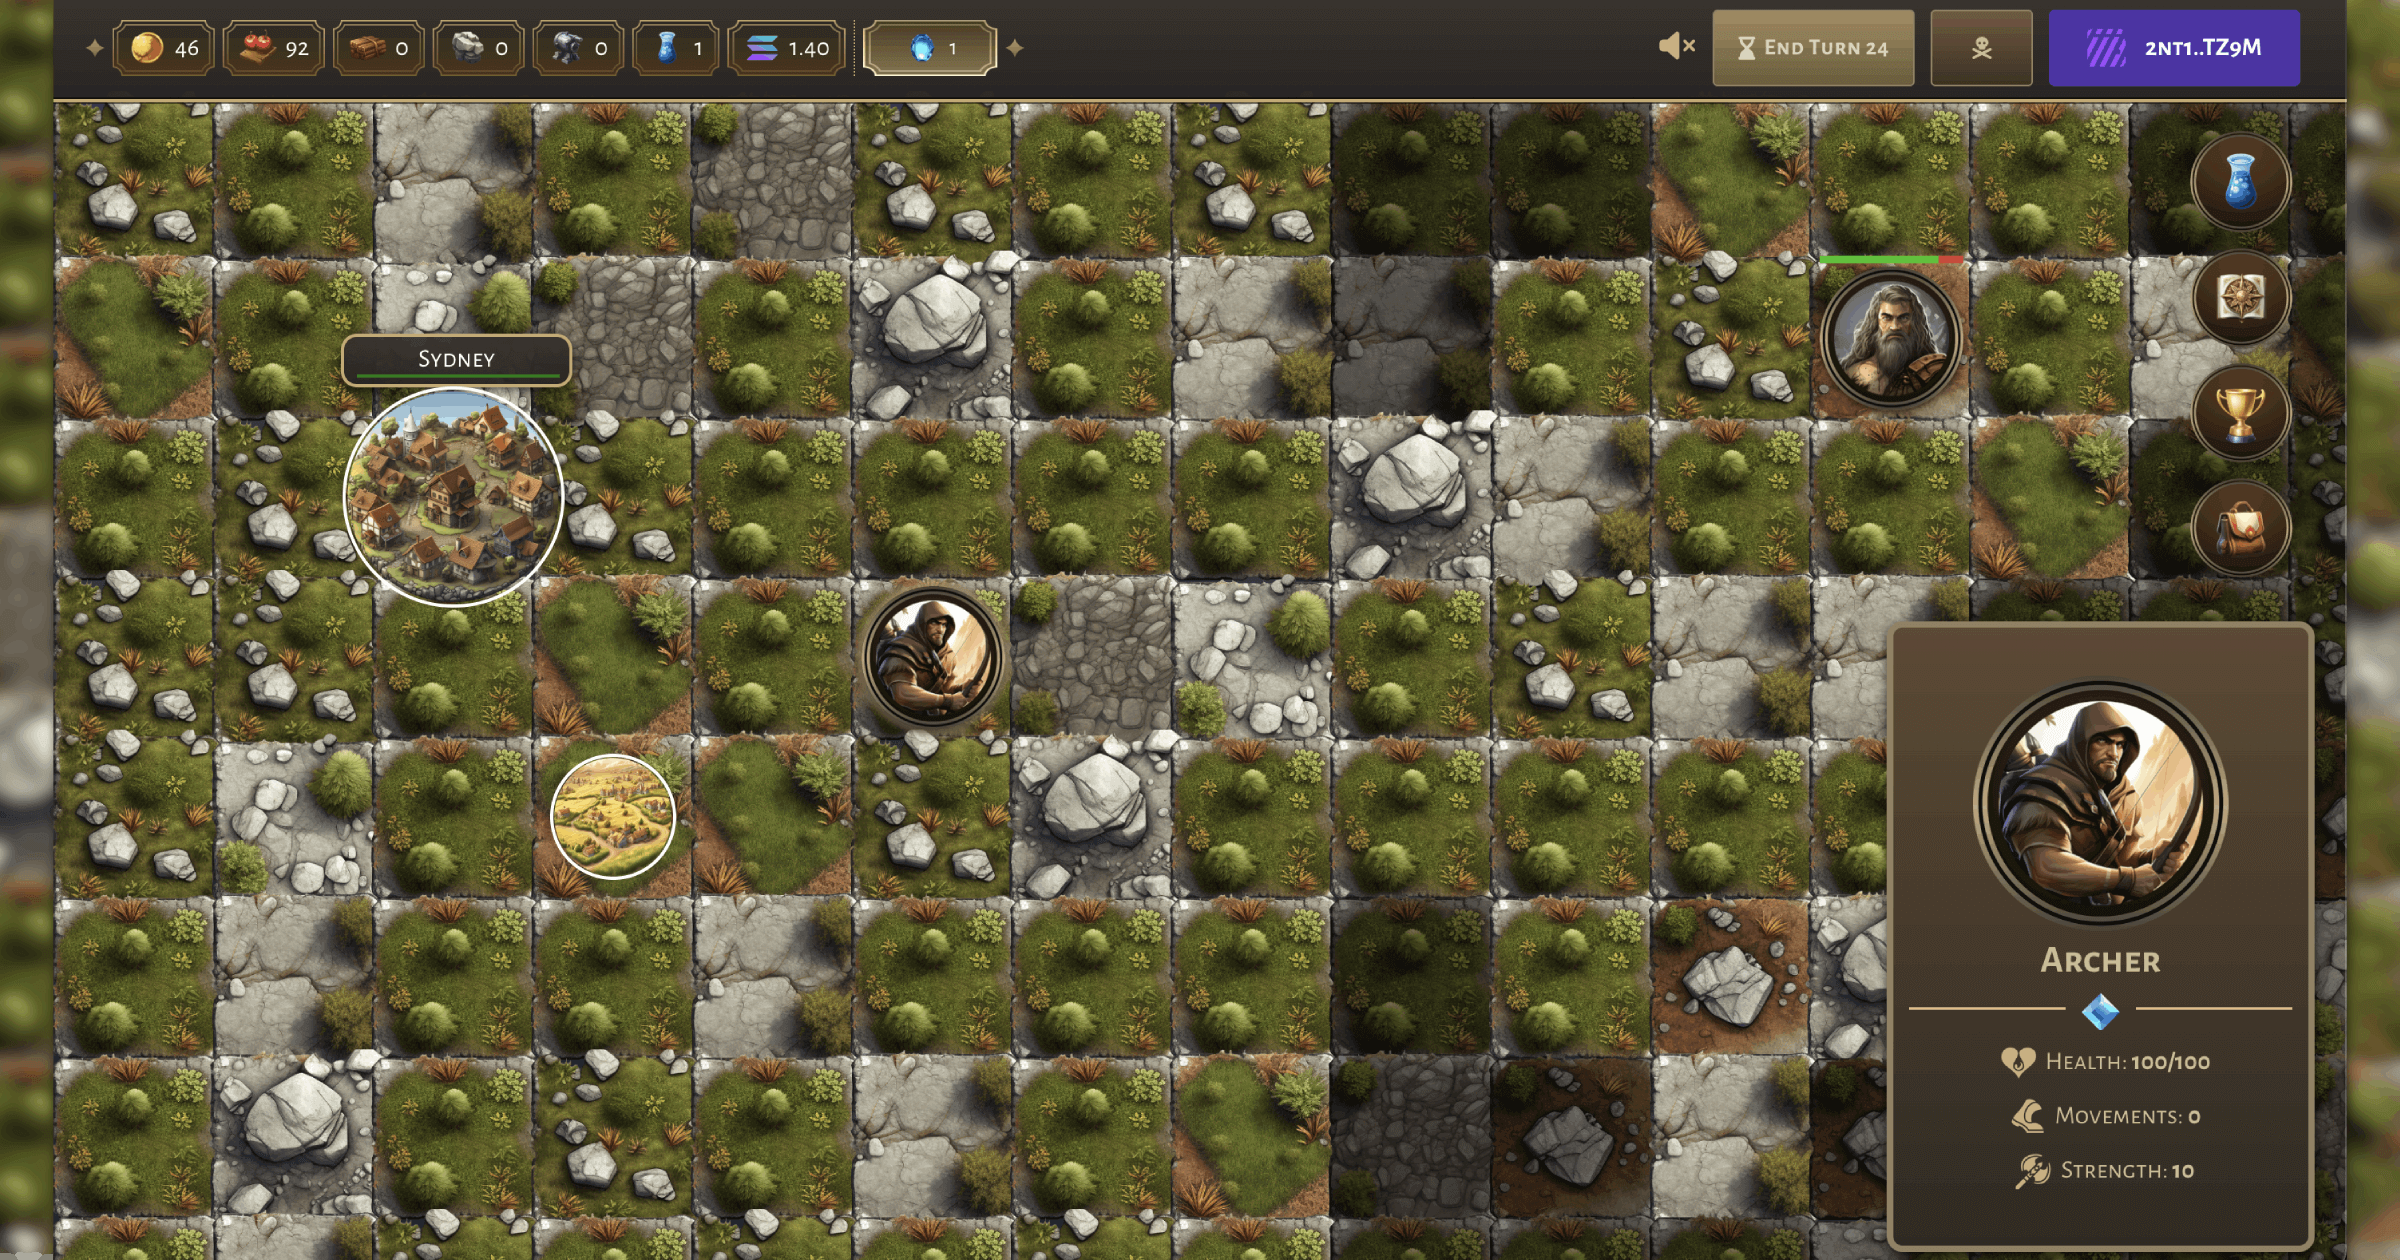 46
92
0
0
0
1
1.40
1
End Turn 24
2NT1..TZ9M
Sydney
Archer
Health: 100/100
Movements: 0
Strength: 10